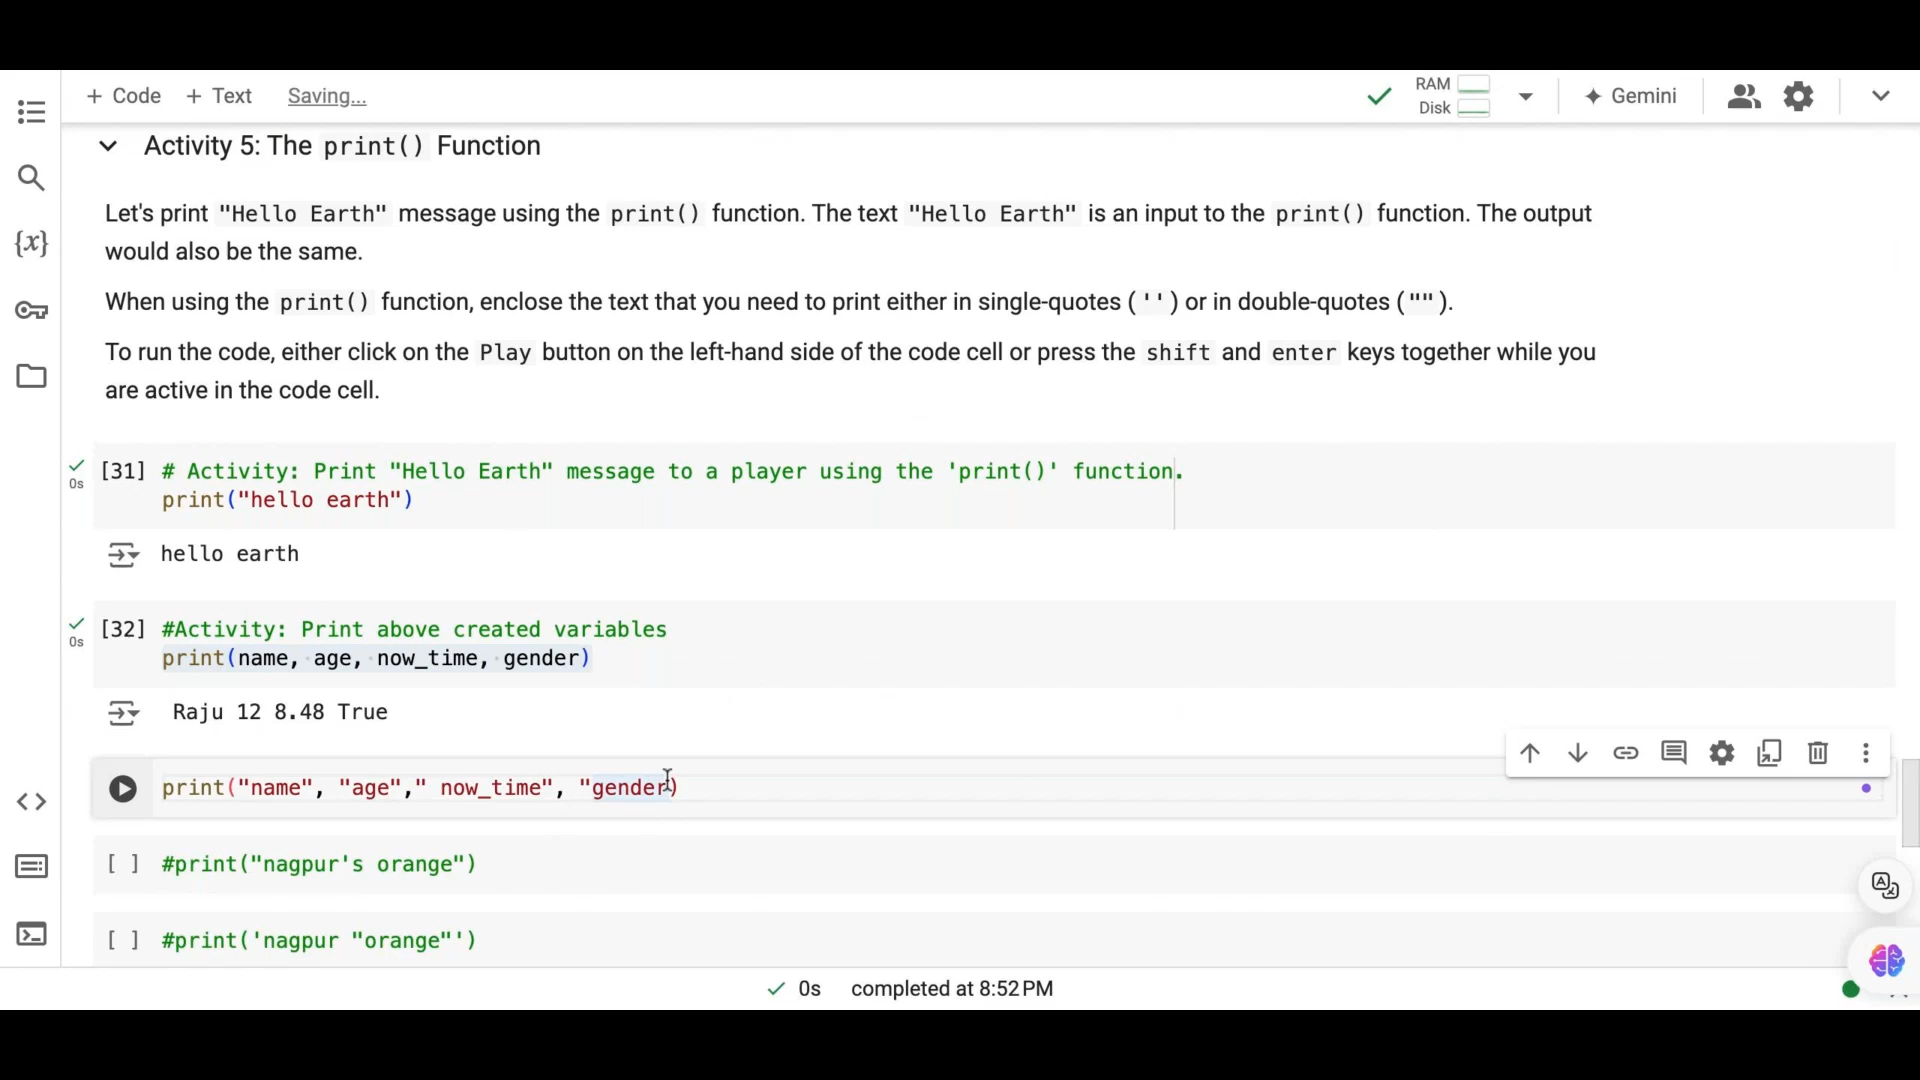 + Code + Text Saving... RAM Disk Gemini
Activity 5: The print() Function
Let's print "Hello Earth" message using the print() function. The text "Hello Earth" is an input to the print() function. The output
would also be the same.
When using the print() function, enclose the text that you need to print either in single-quotes ('') or in double-quotes ("").
To run the code, either click on the Play button on the left-hand side of the code cell or press the shift and enter keys together while you
are active in the code cell.
[31] # Activity: Print "Hello Earth" message to a player using the 'print()' function.
0s print("hello earth")
hello earth
[32] #Activity: Print above created variables
0s print(name, age, now_time, gender)
Raju 12 8.48 True
print("name", "age"," now_time", "gender)
[ ] #print("nagpur's orange")
[ ] #print('nagpur "orange"')
0s completed at 8:52 PM